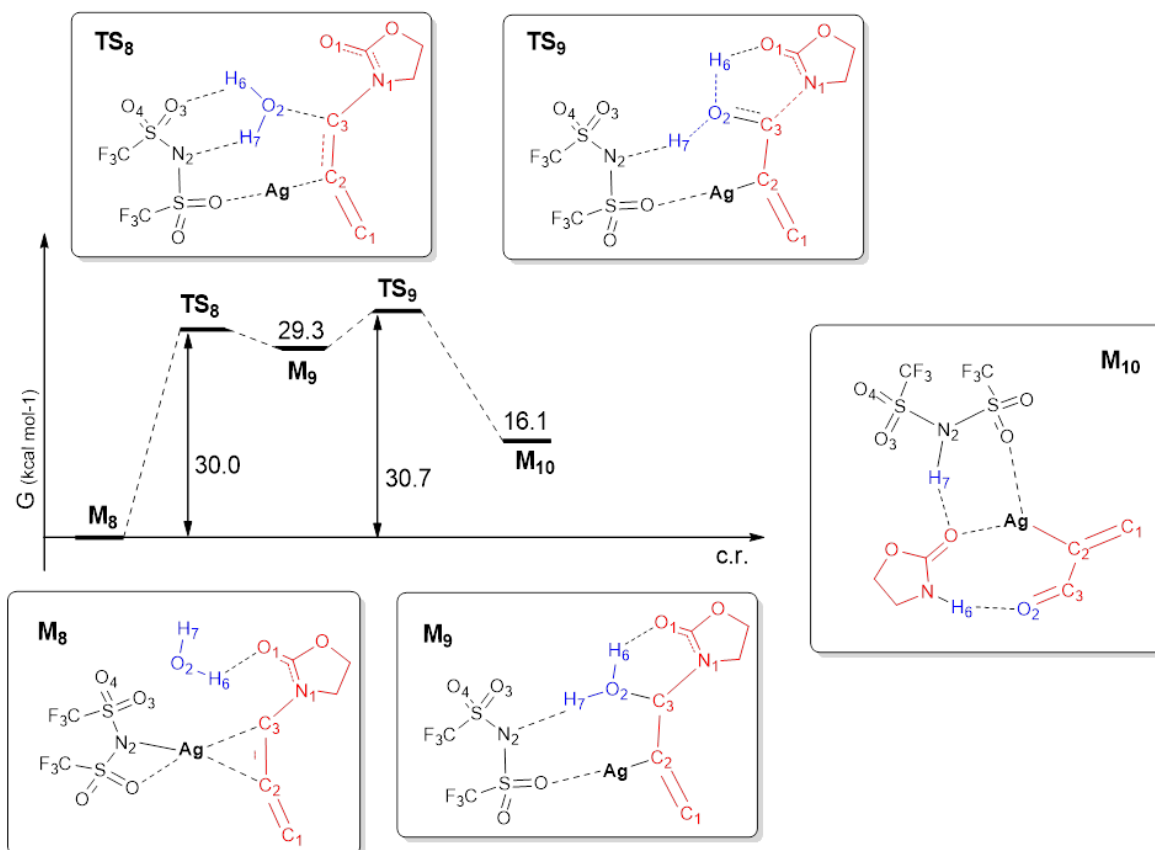 TS₈
O₁
O
N₁
H₆
O₄
O₃
O₂
H₇
C₃
S
F₃C
N₂
Ag
C₂
S
O
F₃C
O
C₁
TS₉
O₁
O
H₆
N₁
O₄
O₃
O₂
C₃
S
H₇
F₃C
N₂
Ag
C₂
S
O
F₃C
O
C₁
G (kcal mol-1)
TS₈
TS₉
29.3
M₉
16.1
M₁₀
30.0
30.7
M₈
c.r.
M₁₀
CF₃
F₃C
O₄
S
S
O
O₃
N₂
O
H₇
Ag
C₁
O
O
C₂
N
H₆
O₂
C₃
M₈
H₇
O₂
H₆
O₁
O
O₄
O₃
N₁
F₃C
S
N₂
Ag
C₃
F₃C
S
O
O
C₂
C₁
M₉
O₁
O
H₆
N₁
O₄
O₃
H₇
O₂
C₃
S
F₃C
N₂
C₂
Ag
S
O
F₃C
O
C₁